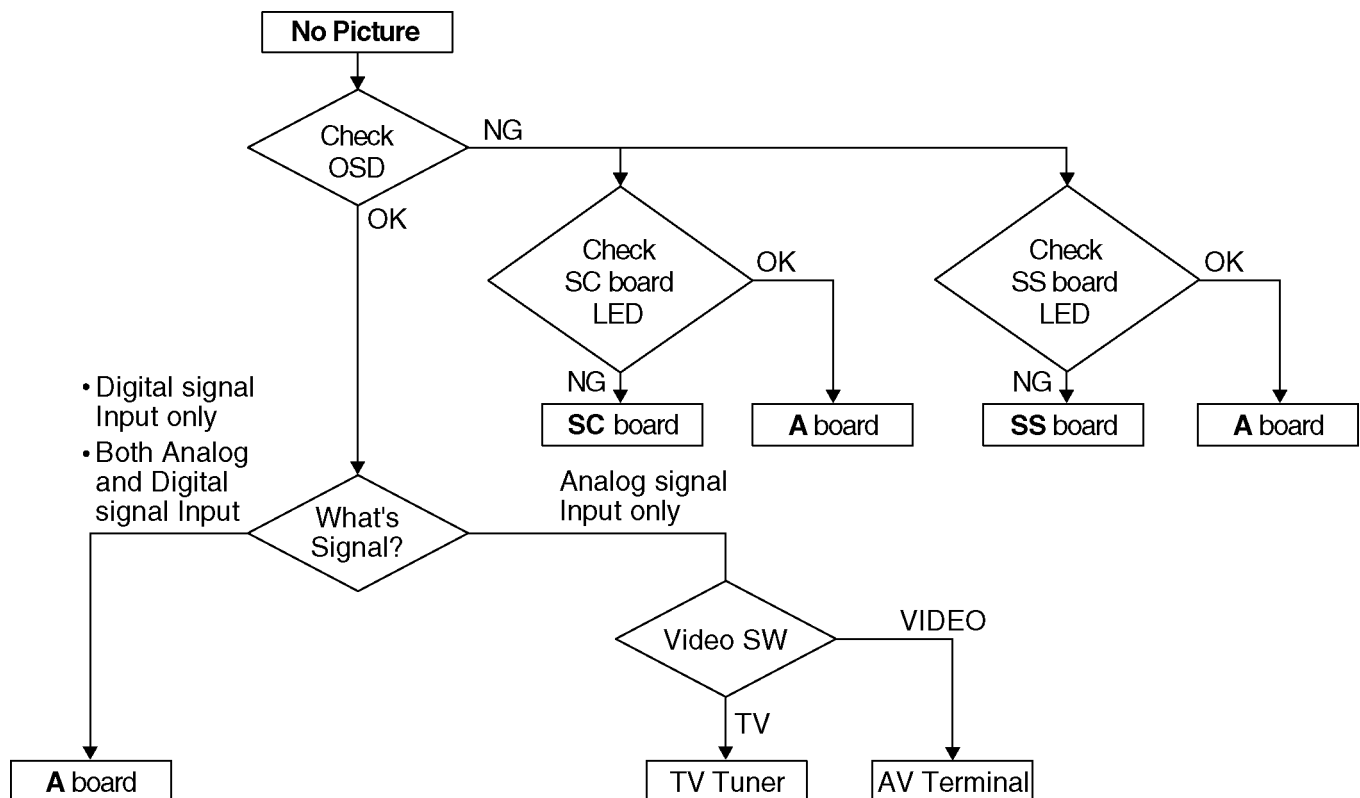 No Picture
Check
OSD
NG
OK
Check
SC board
LED
OK
NG
SC board
A board
Check
SS board
LED
OK
NG
SS board
A board
• Digital signal
Input only
• Both Analog
and Digital
signal Input
What's
Signal?
Analog signal
Input only
Video SW
VIDEO
TV
A board
TV Tuner
AV Terminal